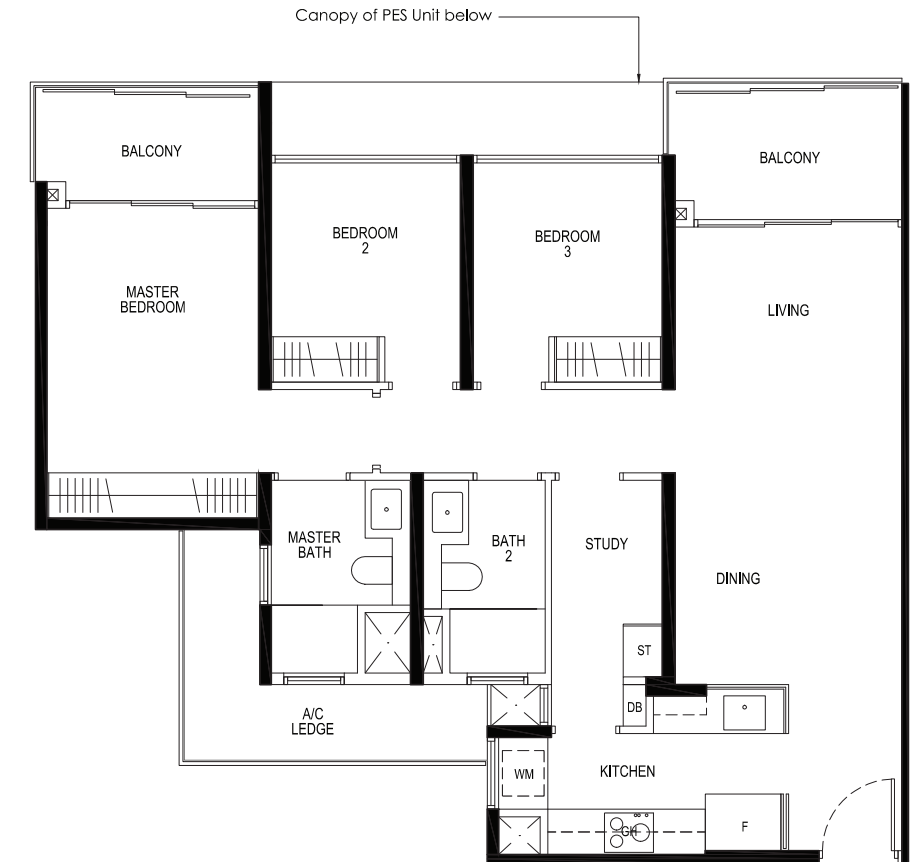 Canopy of PES Unit below
BALCONY
BALCONY
BEDROOM
2
BEDROOM
3
MASTER
BEDROOM
LIVING
MASTER
BATH
BATH
2
STUDY
DINING
ST
DB
A/C
LEDGE
WM
KITCHEN
GH
F